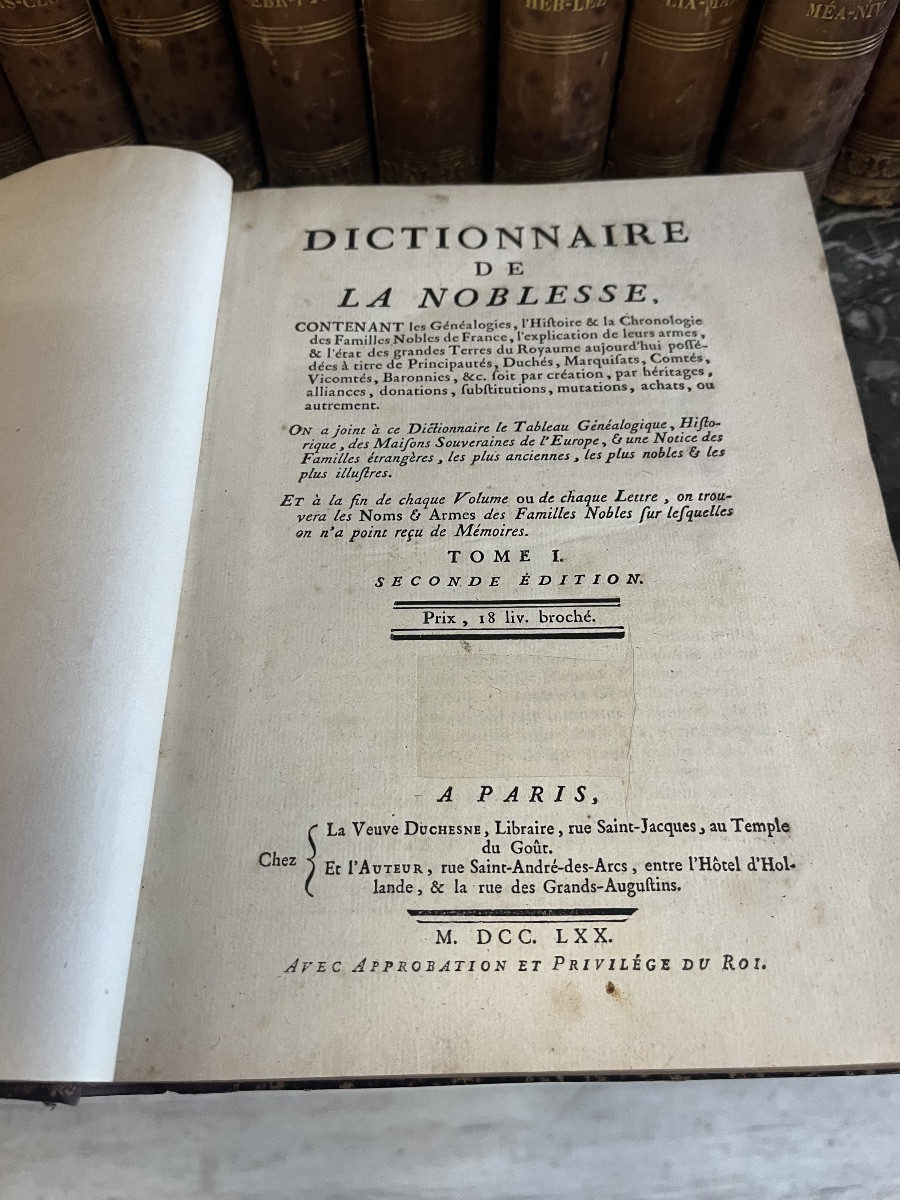 HEB-LEZ
MÉA-NIV
DICTIONNAIRE
DE
LA NOBLESSE,
CONTENANT les Généalogies, l'Hiſtoire & la Chronologie
des Familles Nobles de France, l'explication de leurs armes,
& l'état des grandes Terres du Royaume aujourd'hui poſſé-
dées à titre de Principautés, Duchés, Marquiſats, Comtés,
Vicomtés, Baronnies, &c. ſoit par création, par héritages,
alliances, donations, ſubſtitutions, mutations, achats, ou
autrement.
ON a joint à ce Dictionnaire le Tableau Généalogique, Hiſto-
rique, des Maiſons Souveraines de l'Europe, & une Notice des
Familles étrangères, les plus anciennes, les plus nobles & les
plus illuſtres.
ET à la fin de chaque Volume ou de chaque Lettre, on trou-
vera les Noms & Armes des Familles Nobles ſur leſquelles
on n'a point reçu de Mémoires.
TOME I.
SECONDE ÉDITION.
Prix, 18 liv. broché.
A PARIS,
Chez { La Veuve DUCHESNE, Libraire, rue Saint-Jacques, au Temple
du Goût.
Et l'AUTEUR, rue Saint-André-des-Arcs, entre l'Hôtel d'Hol-
lande, & la rue des Grands-Auguſtins.
M. DCC. LXX.
AVEC APPROBATION ET PRIVILÉGE DU ROI.